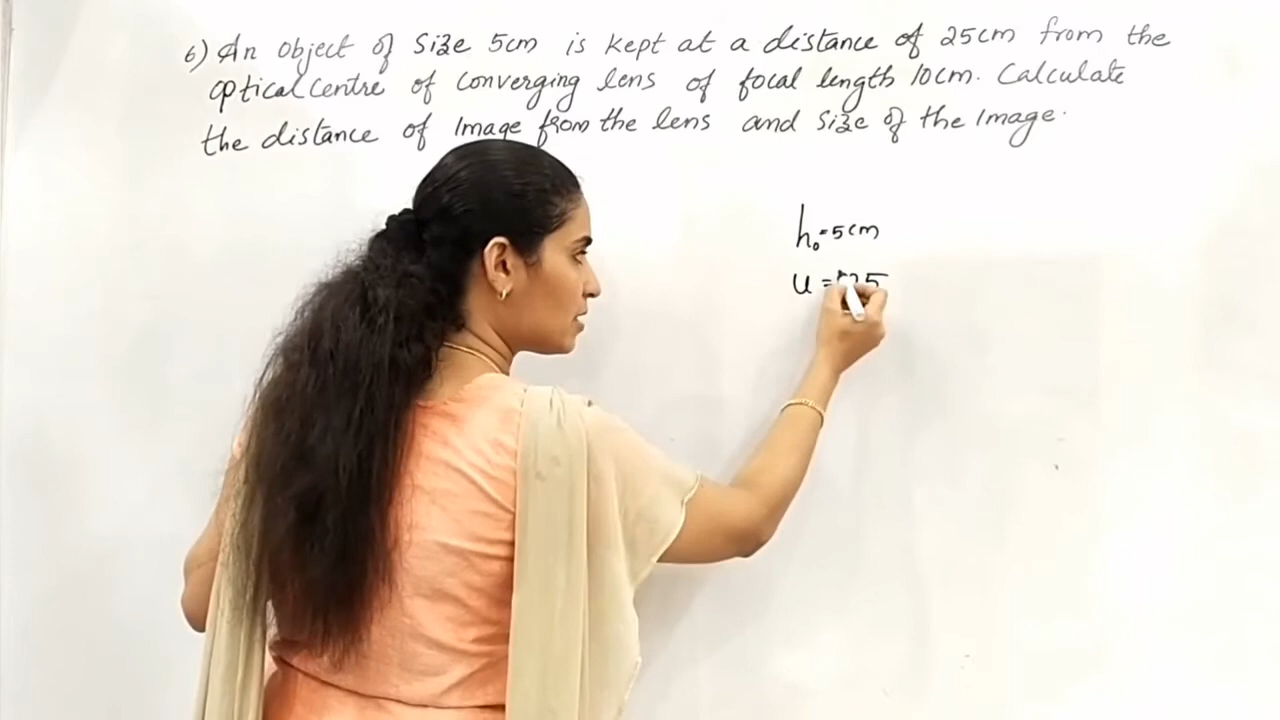 6) An object of size 5cm is kept at a distance of 25cm from the
optical centre of converging lens of focal length 10cm. Calculate
the distance of Image from the lens and size of the Image.
h₀=5cm
u =25